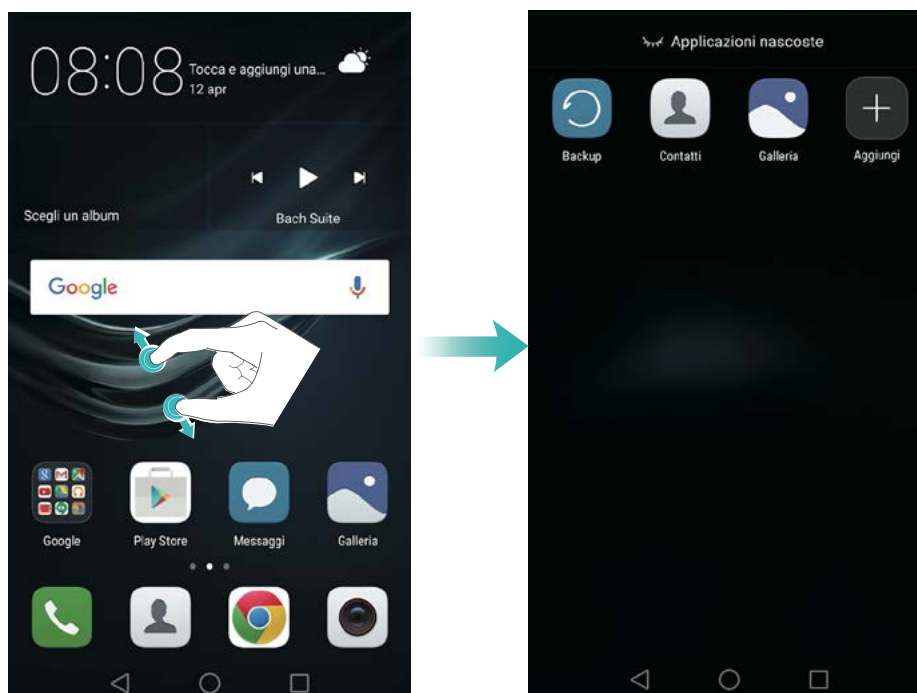 08:08
Tocca e aggiungi una...
12 apr
Scegli un album
Bach Suite
Google
Google
Play Store
Messaggi
Galleria
Applicazioni nascoste
Backup
Contatti
Galleria
Aggiungi